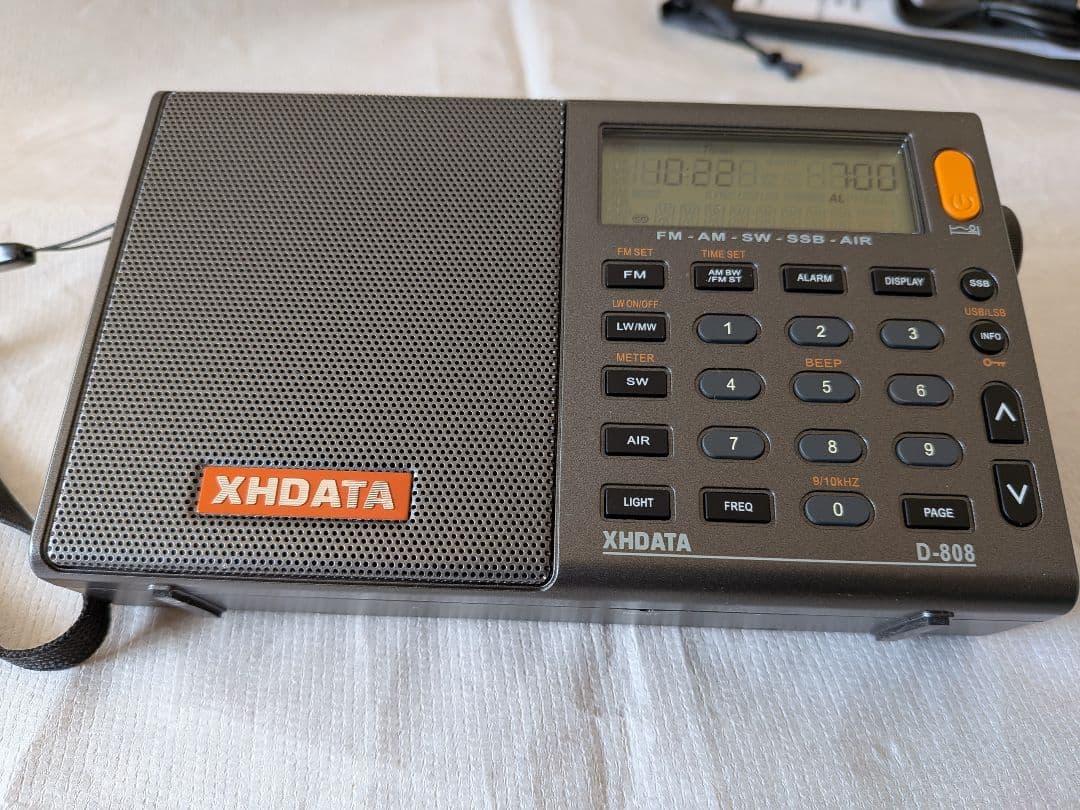 Time
10:22
7:00
AL
FM - AM - SW - SSB - AIR
FM SET
TIME SET
FM
AM BW
/FM ST
ALARM
DISPLAY
SSB
USB/LSB
LW ON/OFF
LW/MW
1
2
3
INFO
METER
BEEP
SW
4
5
6
AIR
7
8
9
9/10kHZ
LIGHT
FREQ
0
PAGE
XHDATA
XHDATA
D-808